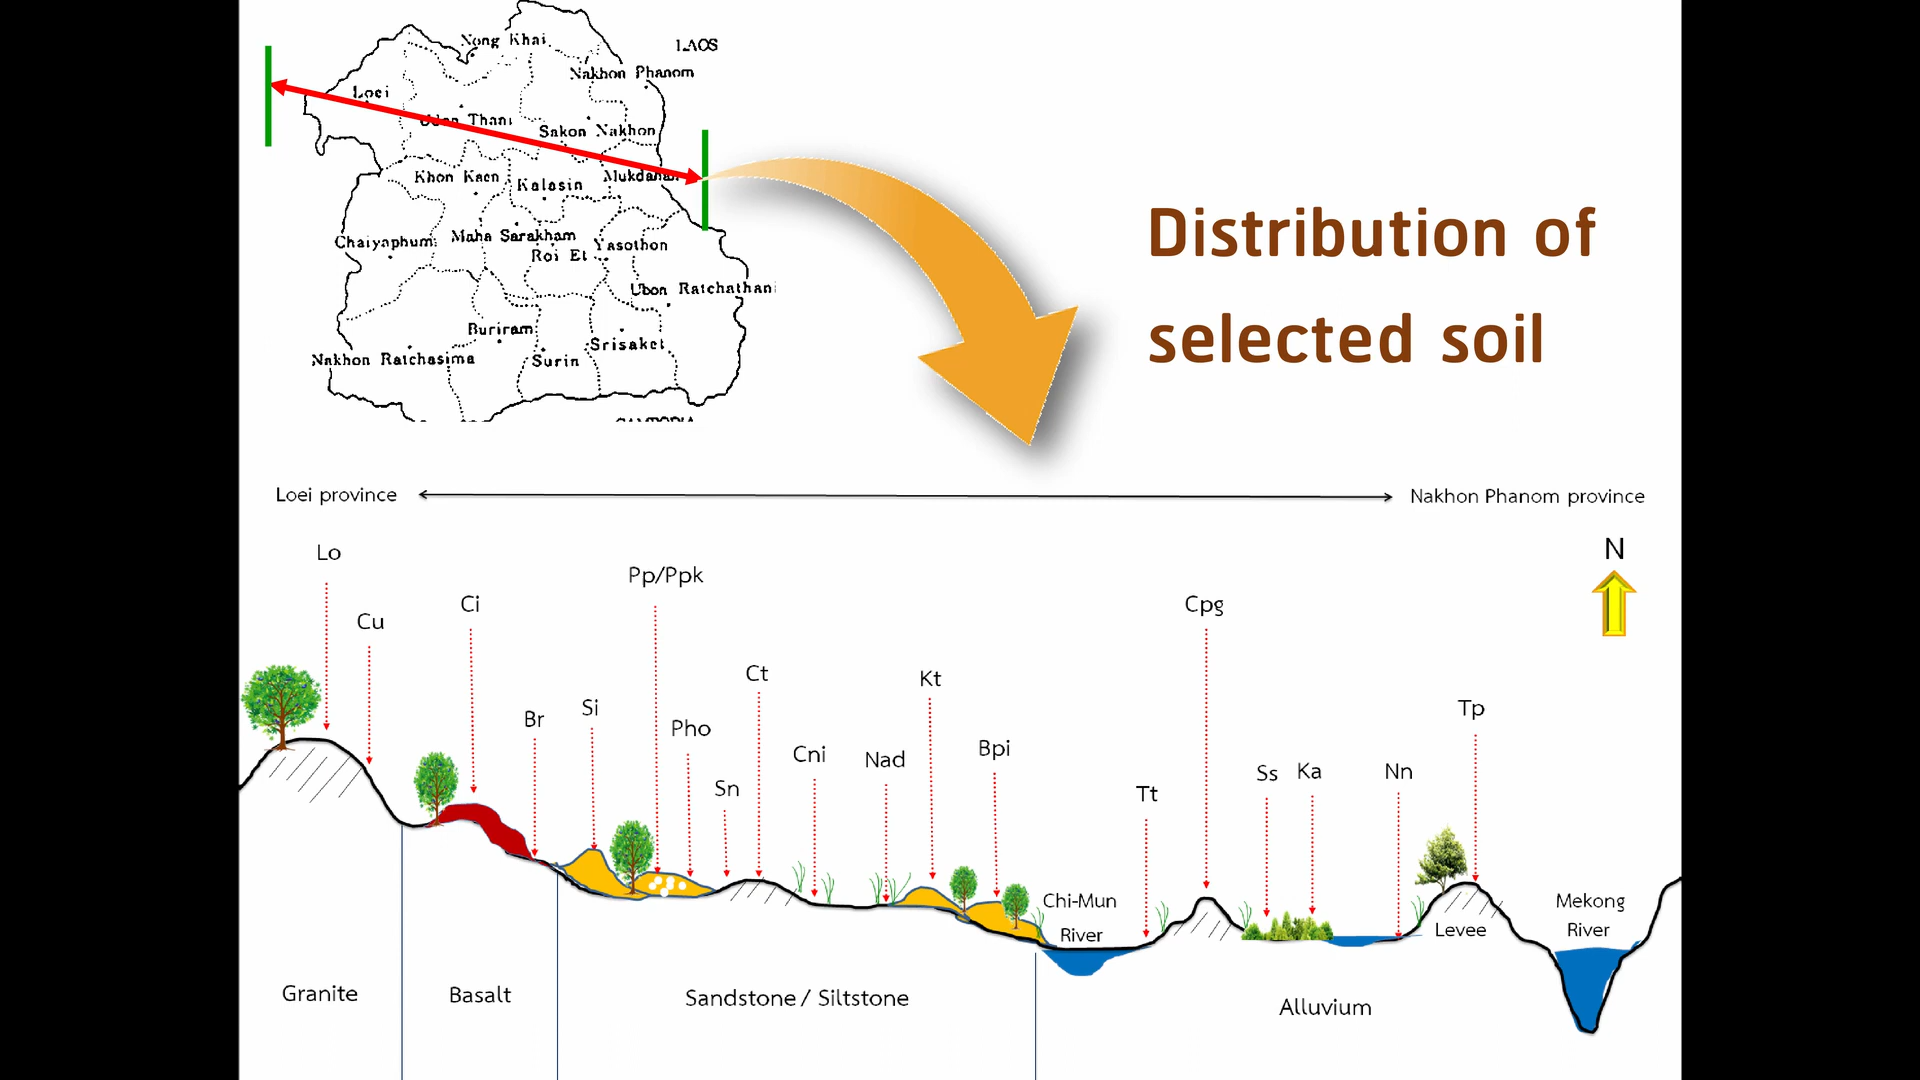 Nong Khai
LAOS
Nakhon Phanom
Loei
Udon Thani
Sakon Nakhon
Khon Kaen
Kalasin
Mukdahan
Chaiyaphum
Maha Sarakham
Yasothon
Roi Et
Ubon Ratchathani
Buriram
Srisaket
Nakhon Ratchasima
Surin
CAMBODIA
Distribution of
selected soil
Loei province
Nakhon Phanom province
N
Lo
Pp/Ppk
Ci
Cpg
Cu
Ct
Kt
Si
Tp
Br
Pho
Bpi
Cni
Nad
Ss
Ka
Nn
Sn
Tt
Chi-Mun
River
Levee
Mekong
River
Granite
Basalt
Sandstone / Siltstone
Alluvium